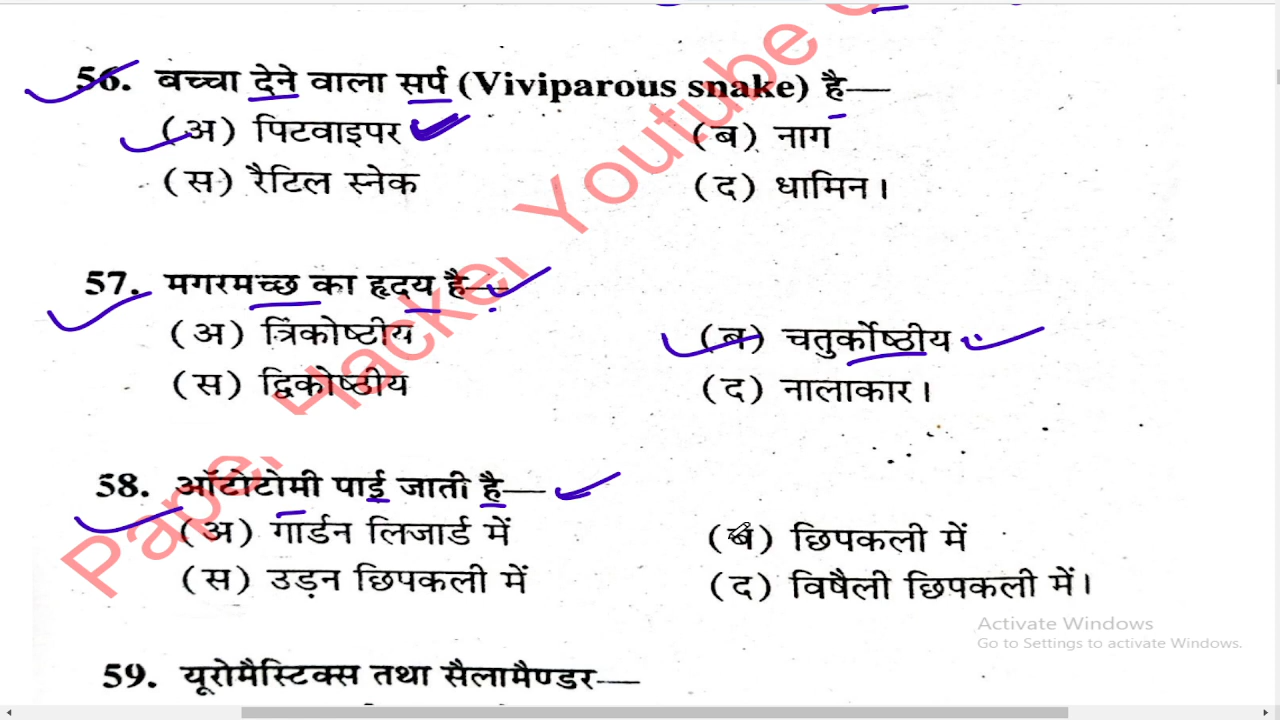 56. बच्चा देने वाला सर्प (Viviparous snake) है—
(अ) पिटवाइपर (ब) नाग
(स) रैटिल स्नेक (द) धामिन।
57. मगरमच्छ का हृदय है—
(अ) त्रिकोष्टीय (ब) चतुर्कोष्ठीय
(स) द्विकोष्ठीय (द) नालाकार।
58. ऑटोटोमी पाई जाती है—
(अ) गार्डन लिजार्ड में (ब) छिपकली में
(स) उड़न छिपकली में (द) विषैली छिपकली में।
59. यूरोमैस्टिक्स तथा सैलामैण्डर—
Paper Hacker Youtube
Activate Windows
Go to Settings to activate Windows.